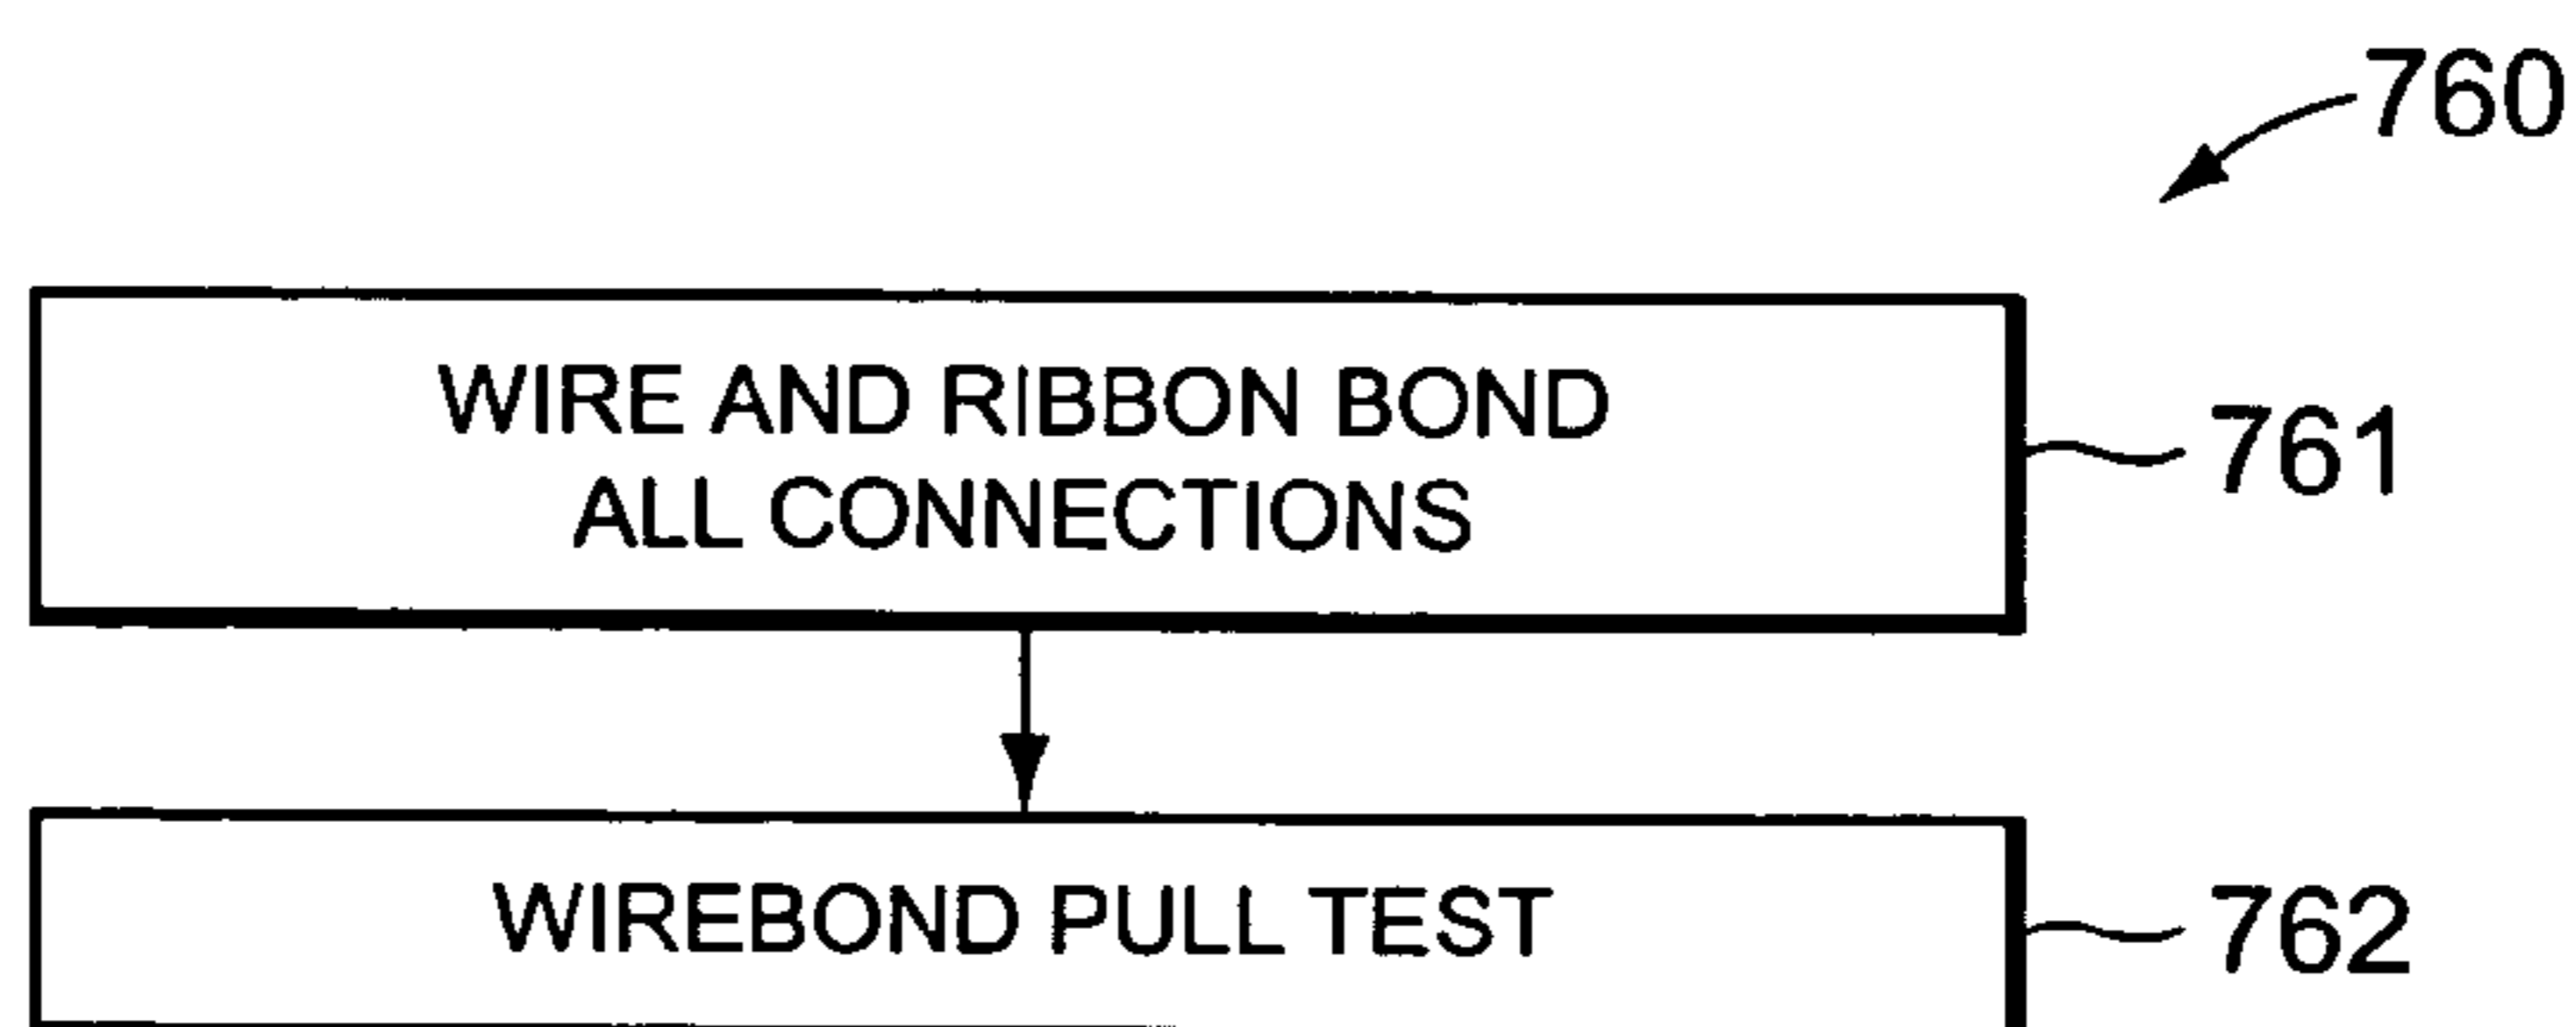 760
WIRE AND RIBBON BOND
ALL CONNECTIONS
761
WIREBOND PULL TEST
762